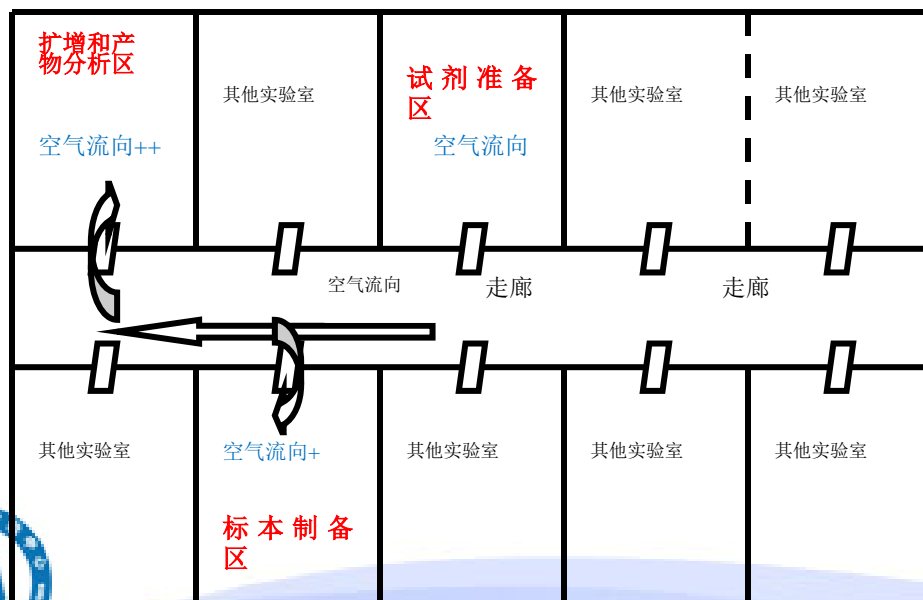 扩增和产
物分析区
空气流向++
其他实验室
试剂准备
区
空气流向
其他实验室
其他实验室
空气流向
走廊
走廊
其他实验室
空气流向+
标本制备
区
其他实验室
其他实验室
其他实验室